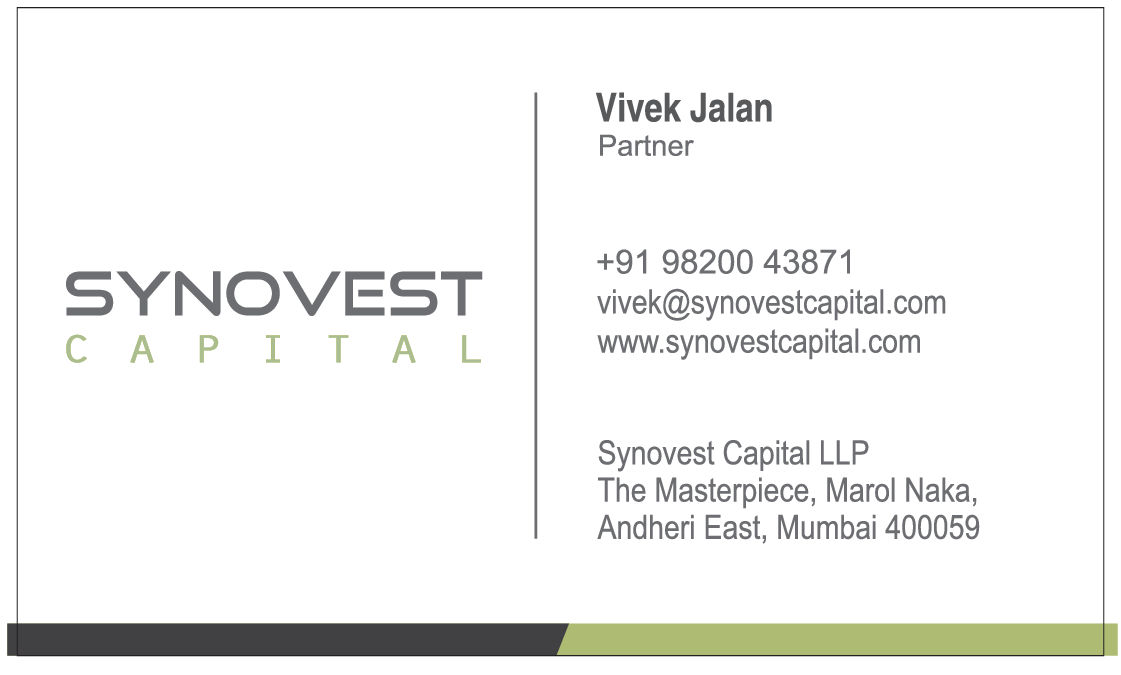 SYNOVEST
CAPITAL
Vivek Jalan
Partner
+91 98200 43871
vivek@synovestcapital.com
www.synovestcapital.com
Synovest Capital LLP
The Masterpiece, Marol Naka,
Andheri East, Mumbai 400059